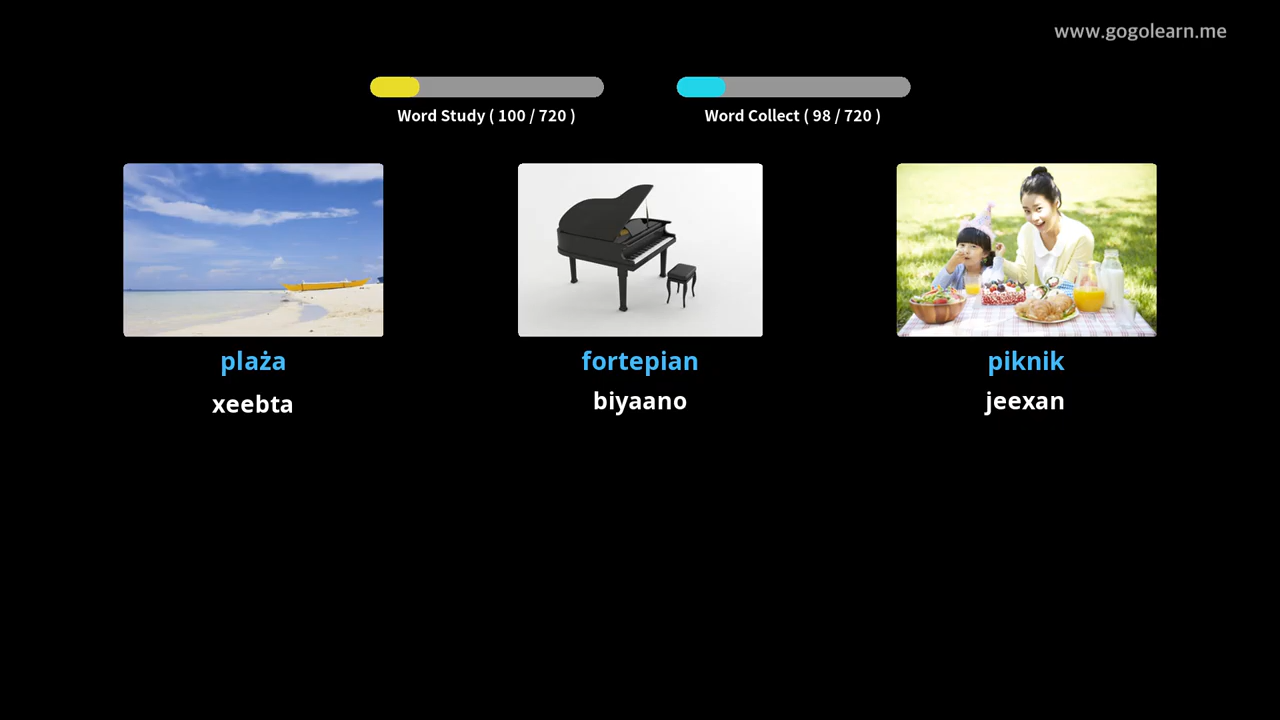 www.gogolearn.me
Word Study ( 100 / 720 )
Word Collect ( 98 / 720 )
plaża
xeebta
fortepian
biyaano
piknik
jeexan